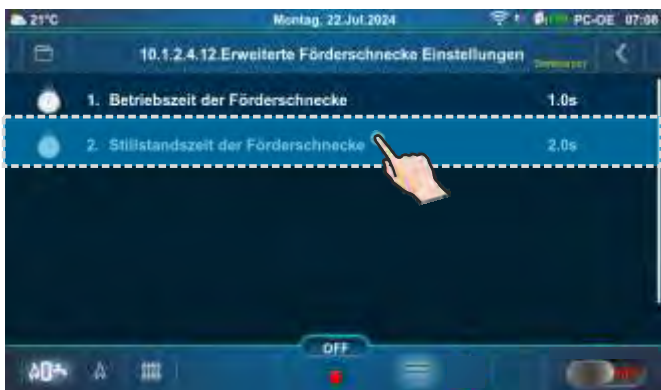 21°C Montag, 22.Jul.2024 PC-OE 07:08
10.1.2.4.12.Erweiterte Förderschnecke Einstellungen
1. Betriebszeit der Förderschnecke 1.0s
2. Stillstandszeit der Förderschnecke 2.0s
OFF